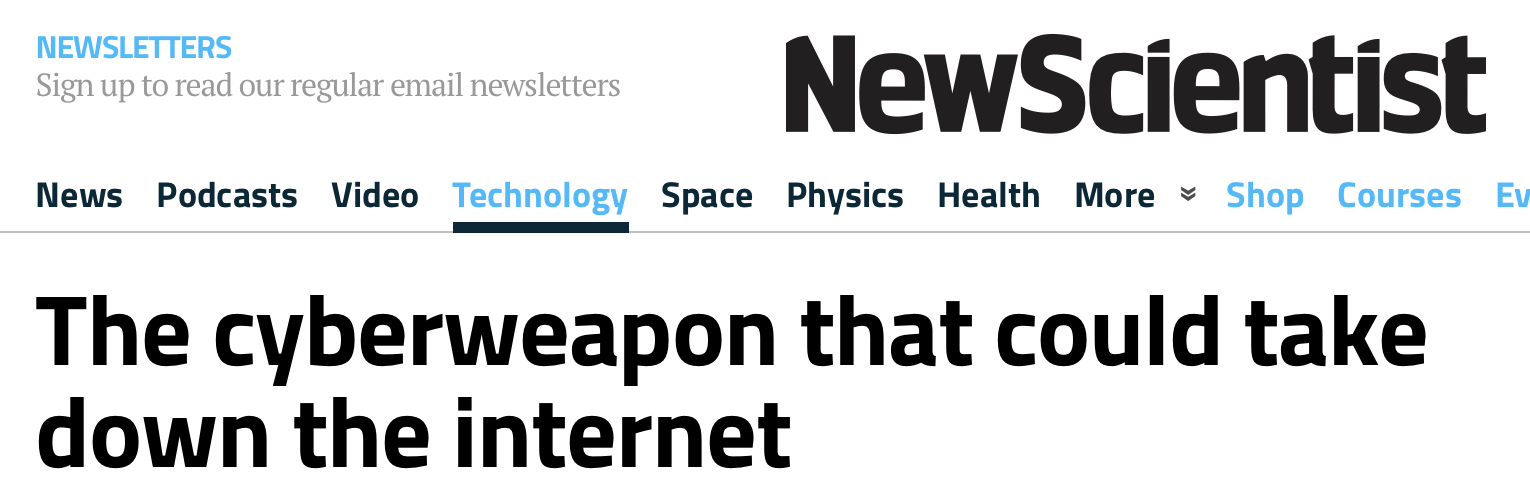 NEWSLETTERS
Sign up to read our regular email newsletters
NewScientist
News Podcasts Video Technology Space Physics Health More Shop Courses Ev
The cyberweapon that could take
down the internet